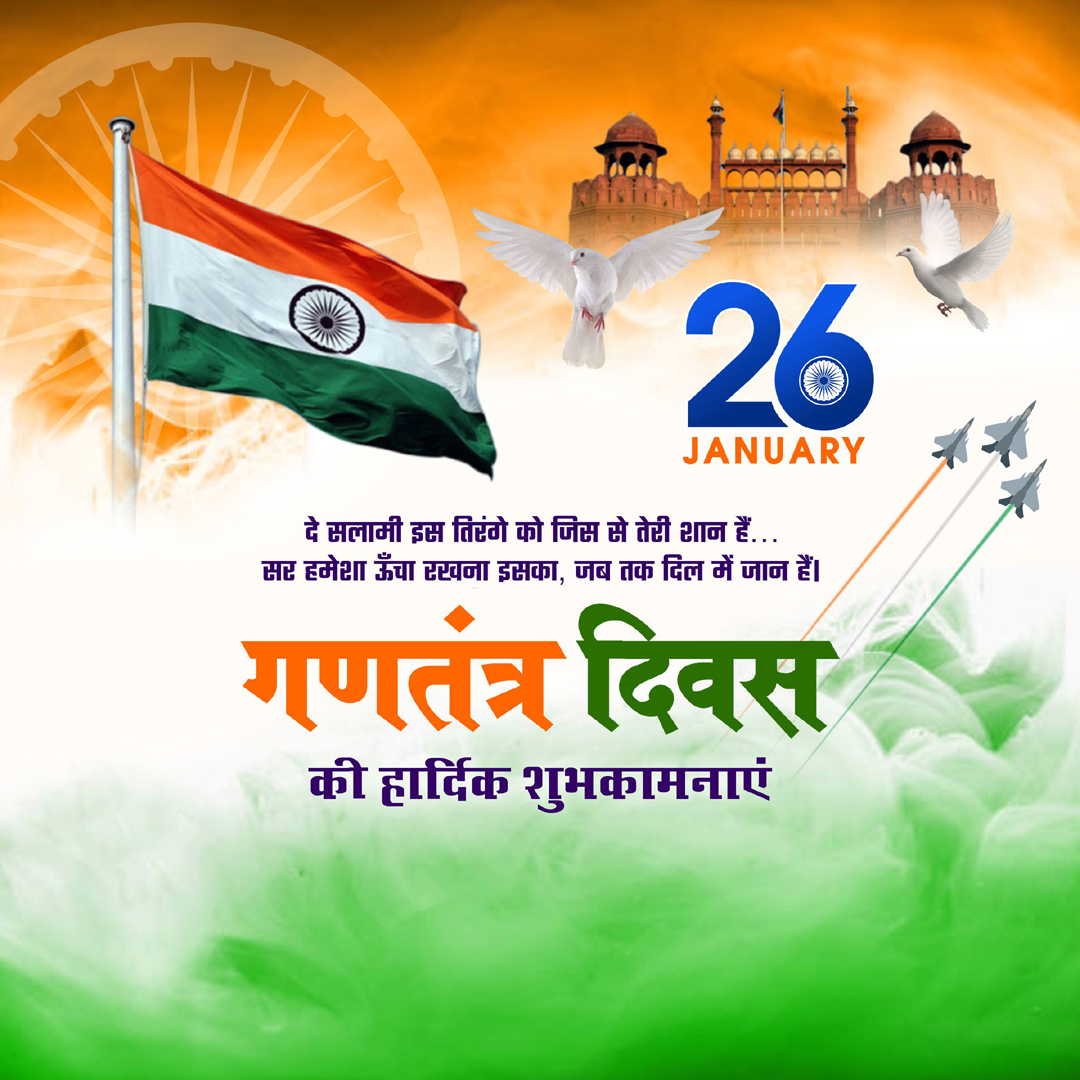 26
JANUARY
दे सलामी इस तिरंगे को जिस से तेरी शान हैं...
सर हमेशा ऊँचा रखना इसका, जब तक दिल में जान हैं।
गणतंत्र दिवस
की हार्दिक शुभकामनाएं